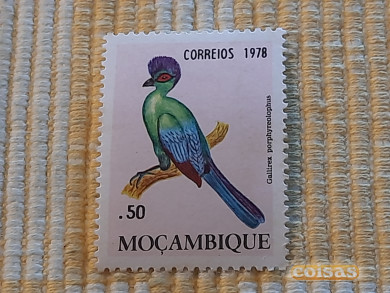 CORREIOS 1978
Gallirex porphyreolophus
.50
MOÇAMBIQUE
coisas